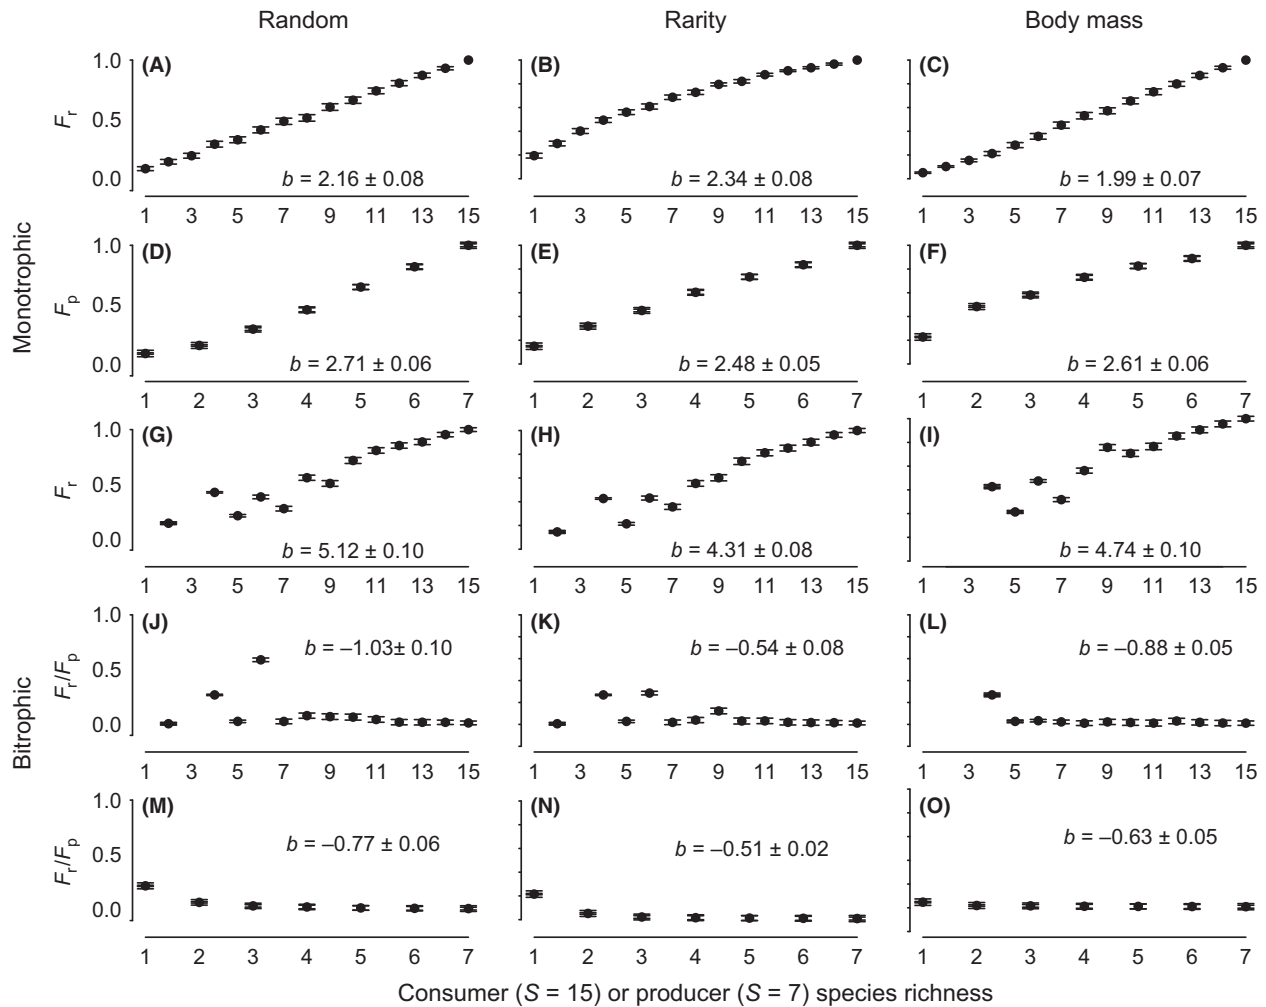 Random Rarity Body mass
Monotrophic
Bitrophic
1.0 (A) (B) (C)
Fr 0.5
0.0 b = 2.16 ± 0.08 b = 2.34 ± 0.08 b = 1.99 ± 0.07
1 3 5 7 9 11 13 15 1 3 5 7 9 11 13 15 1 3 5 7 9 11 13 15
1.0 (D) (E) (F)
Fp 0.5
0.0 b = 2.71 ± 0.06 b = 2.48 ± 0.05 b = 2.61 ± 0.06
1 2 3 4 5 6 7 1 2 3 4 5 6 7 1 2 3 4 5 6 7
1.0 (G) (H) (I)
Fr 0.5
0.0 b = 5.12 ± 0.10 b = 4.31 ± 0.08 b = 4.74 ± 0.10
1 3 5 7 9 11 13 15 1 3 5 7 9 11 13 15 1 3 5 7 9 11 13 15
1.0 (J) (K) (L)
b = –1.03± 0.10 b = –0.54 ± 0.08 b = –0.88 ± 0.05
Fr/Fp 0.5
0.0
1 3 5 7 9 11 13 15 1 3 5 7 9 11 13 15 1 3 5 7 9 11 13 15
1.0 (M) (N) (O)
b = –0.77 ± 0.06 b = –0.51 ± 0.02 b = –0.63 ± 0.05
Fr/Fp 0.5
0.0
1 2 3 4 5 6 7 1 2 3 4 5 6 7 1 2 3 4 5 6 7
Consumer (S = 15) or producer (S = 7) species richness